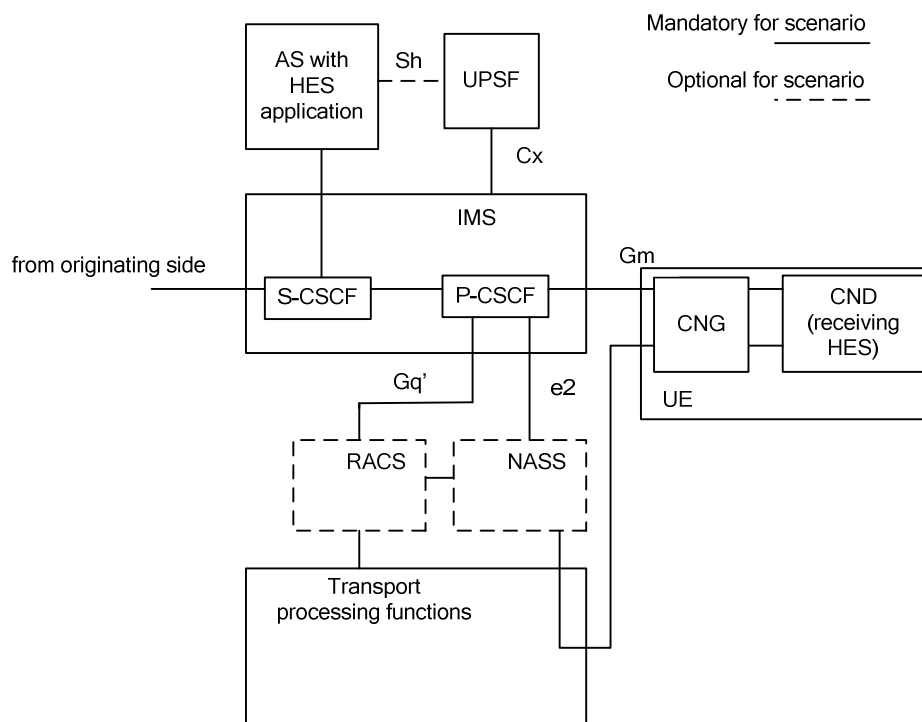 Mandatory for scenario
Optional for scenario
AS with
HES
application
Sh
UPSF
Cx
IMS
from originating side
S-CSCF
P-CSCF
Gm
CNG
CND
(receiving
HES)
UE
Gq’
e2
RACS
NASS
Transport
processing functions